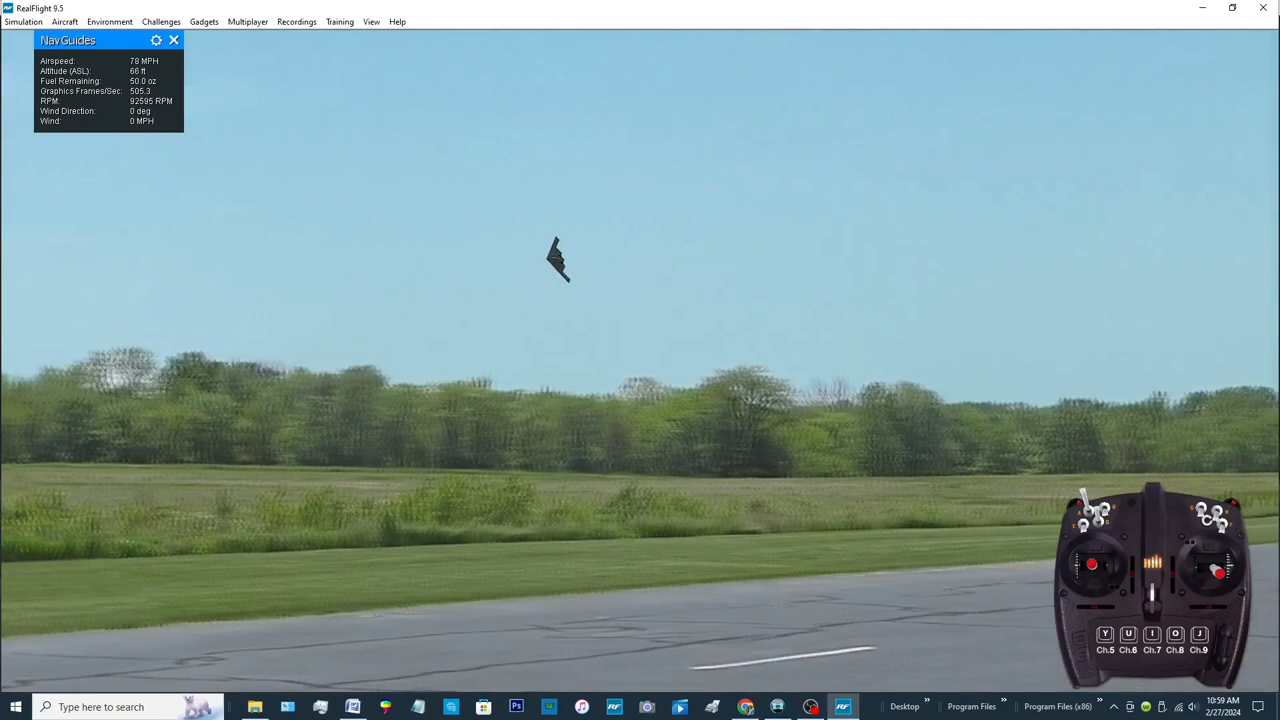 RealFlight 9.5
Simulation Aircraft Environment Challenges Gadgets Multiplayer Recordings Training View Help
NavGuides
Airspeed: 78 MPH
Altitude (ASL): 66 ft
Fuel Remaining: 50.0 oz
Graphics Frames/Sec: 505.3
RPM: 92595 RPM
Wind Direction: 0 deg
Wind: 0 MPH
Y U I O J
Ch.5 Ch.6 Ch.7 Ch.8 Ch.9
Type here to search
Desktop
Program Files
Program Files (x86)
10:59 AM
2/27/2024